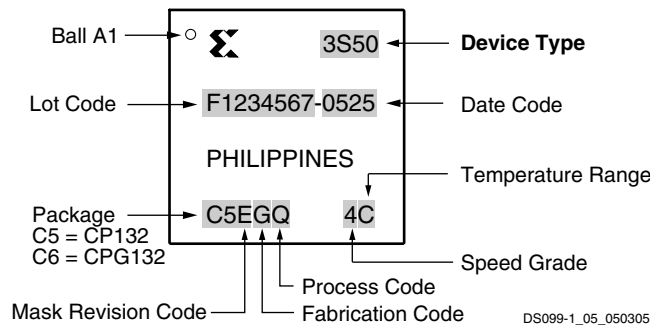 Ball A1
3S50
Device Type
Lot Code
F1234567-0525
Date Code
PHILIPPINES
Temperature Range
Package
C5 = CP132
C6 = CPG132
C5EGQ
4C
Speed Grade
Process Code
Mask Revision Code
Fabrication Code
DS099-1_05_050305